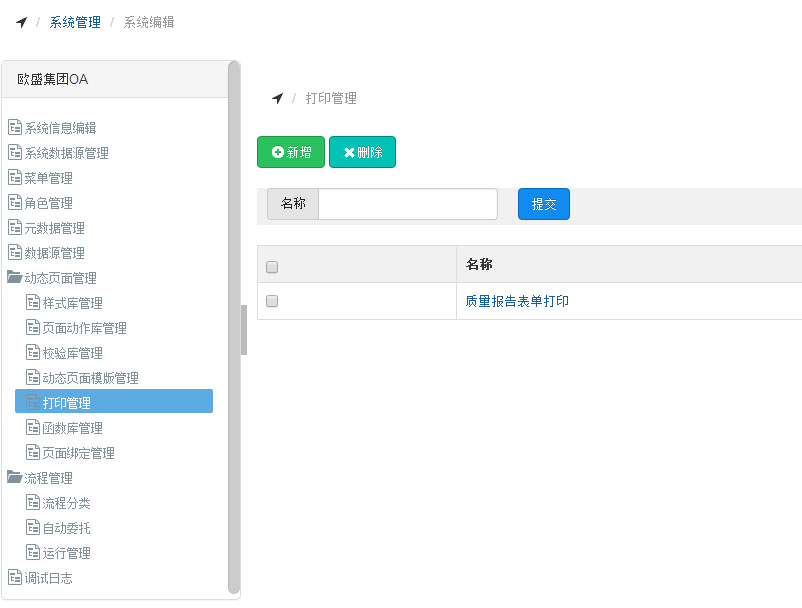 / 系统管理 / 系统编辑
欧盛集团OA
系统信息编辑
系统数据源管理
菜单管理
角色管理
元数据管理
数据源管理
动态页面管理
样式库管理
页面动作库管理
校验库管理
动态页面模版管理
打印管理
函数库管理
页面绑定管理
流程管理
流程分类
自动委托
运行管理
调试日志
/ 打印管理
新增 删除
名称 提交
名称
质量报告表单打印